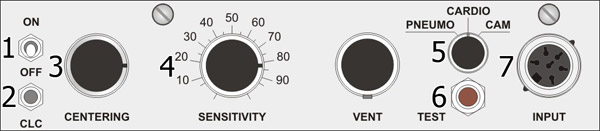 ON
1
OFF
2
CLC
3
CENTERING
4
10 20 30 40 50 60 70 80 90
SENSITIVITY
VENT
CARDIO
PNEUMO CAM
5
6
TEST
7
INPUT